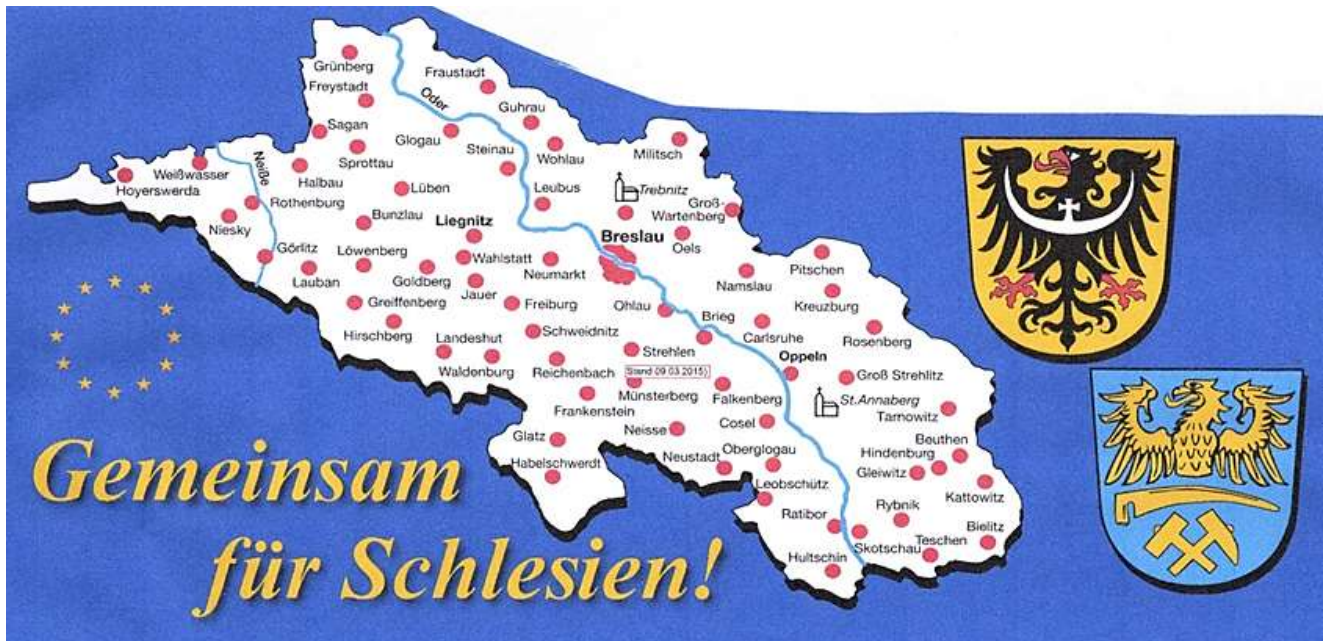 Grünberg
Fraustadt
Freystadt
Oder
Guhrau
Sagan
Glogau
Steinau
Militsch
Sprottau
Wohlau
Neiße
Weißwasser
Halbau
Hoyerswerda
Lüben
Leubus
Trebnitz
Rothenburg
Groß-
Wartenberg
Bunzlau
Liegnitz
Niesky
Breslau
Oels
Görlitz
Löwenberg
Wahlstatt
Pitschen
Lauban
Goldberg
Neumarkt
Namslau
Jauer
Greiffenberg
Freiburg
Ohlau
Kreuzburg
Brieg
Hirschberg
Schweidnitz
Carlsruhe
Rosenberg
Landeshut
Strehlen
Oppeln
Waldenburg
Reichenbach
Stand 09.03.2015)
Groß Strehlitz
Münsterberg
Falkenberg
St.Annaberg
Frankenstein
Tarnowitz
Cosel
Neisse
Glatz
Beuthen
Oberglogau
Hindenburg
Neustadt
Habelschwerdt
Gleiwitz
Leobschütz
Kattowitz
Rybnik
Ratibor
Bielitz
Teschen
Skotschau
Hultschin
Gemeinsam
für Schlesien!